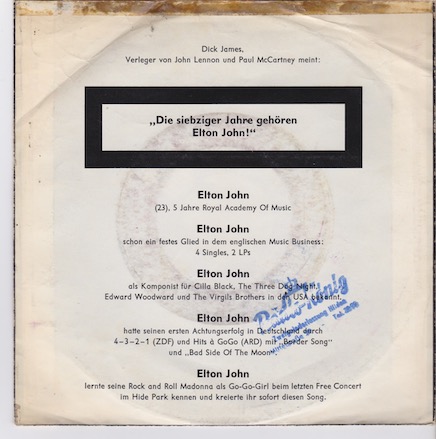 Dick James,
Verleger von John Lennon und Paul McCartney meint:
„Die siebziger Jahre gehören
Elton John!“
Elton John
(23), 5 Jahre Royal Academy Of Music
Elton John
schon ein festes Glied in dem englischen Music Business:
4 Singles, 2 LPs
Elton John
als Komponist für Cilla Black, The Three Dog Night,
Edward Woodward und The Virgils Brothers in den USA bekannt.
Elton John
hatte seinen ersten Achtungserfolg in Deutschland durch
4–3–2–1 (ZDF) und Hits à GoGo (ARD) mit „Border Song“
und „Bad Side Of The Moon“
Elton John
lernte seine Rock and Roll Madonna als Go-Go-Girl beim letzten Free Concert
im Hide Park kennen und kreierte ihr sofort diesen Song.